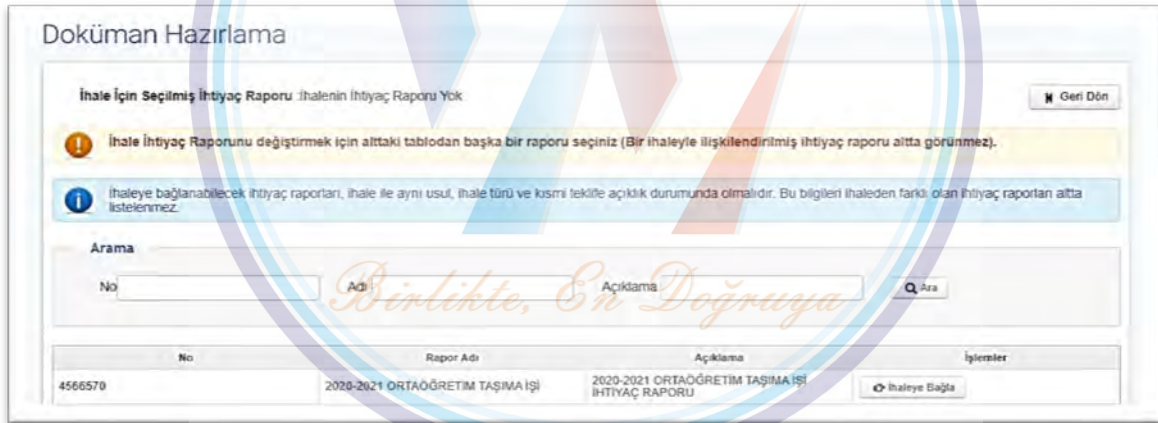 Doküman Hazırlama
İhale İçin Seçilmiş İhtiyaç Raporu :İhalenin İhtiyaç Raporu Yok
Geri Dön
İhale İhtiyaç Raporunu değiştirmek için alttaki tablodan başka bir raporu seçiniz (Bir ihaleyle ilişkilendirilmiş ihtiyaç raporu altta görünmez).
İhaleye bağlanabilecek ihtiyaç raporları, ihale ile aynı usul, ihale türü ve kısmi teklife açıklık durumunda olmalıdır. Bu bilgileri ihaleden farklı olan ihtiyaç raporları altta
listelenmez.
Arama
No Adı Açıklama Ara
Birlikte, En Doğruya
No Rapor Adı Açıklama İşlemler
4566570 2020-2021 ORTAÖĞRETİM TAŞIMA İŞİ 2020-2021 ORTAÖĞRETİM TAŞIMA İŞİ
İHTİYAÇ RAPORU İhaleye Bağla